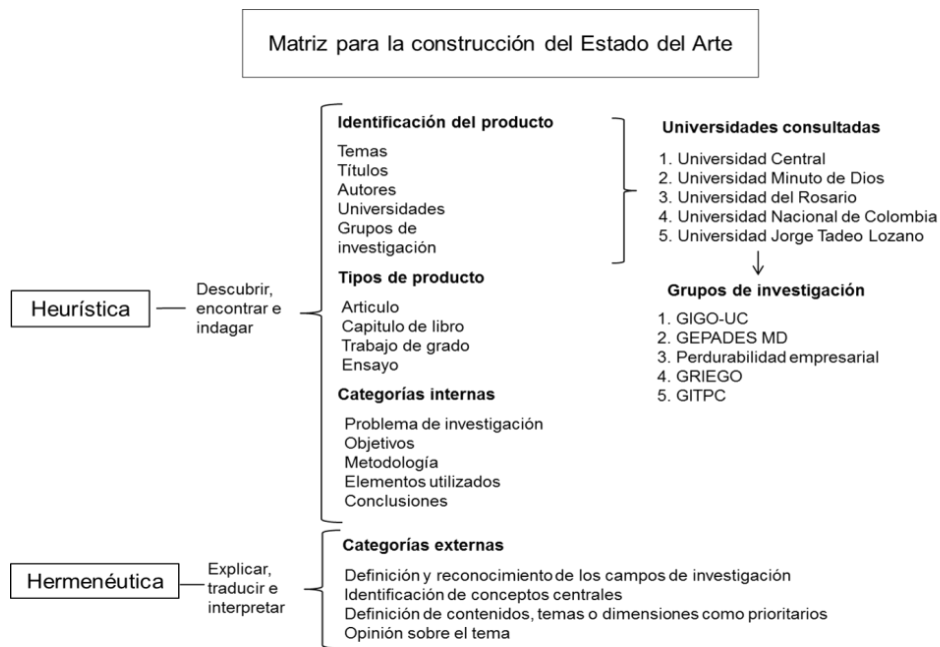 Matriz para la construcción del Estado del Arte
Heurística
Descubrir,
encontrar e
indagar
Identificación del producto
Temas
Títulos
Autores
Universidades
Grupos de
investigación
Tipos de producto
Articulo
Capitulo de libro
Trabajo de grado
Ensayo
Categorías internas
Problema de investigación
Objetivos
Metodología
Elementos utilizados
Conclusiones
Universidades consultadas
1. Universidad Central
2. Universidad Minuto de Dios
3. Universidad del Rosario
4. Universidad Nacional de Colombia
5. Universidad Jorge Tadeo Lozano
Grupos de investigación
1. GIGO-UC
2. GEPADES MD
3. Perdurabilidad empresarial
4. GRIEGO
5. GITPC
Hermenéutica
Explicar,
traducir e
interpretar
Categorías externas
Definición y reconocimiento de los campos de investigación
Identificación de conceptos centrales
Definición de contenidos, temas o dimensiones como prioritarios
Opinión sobre el tema